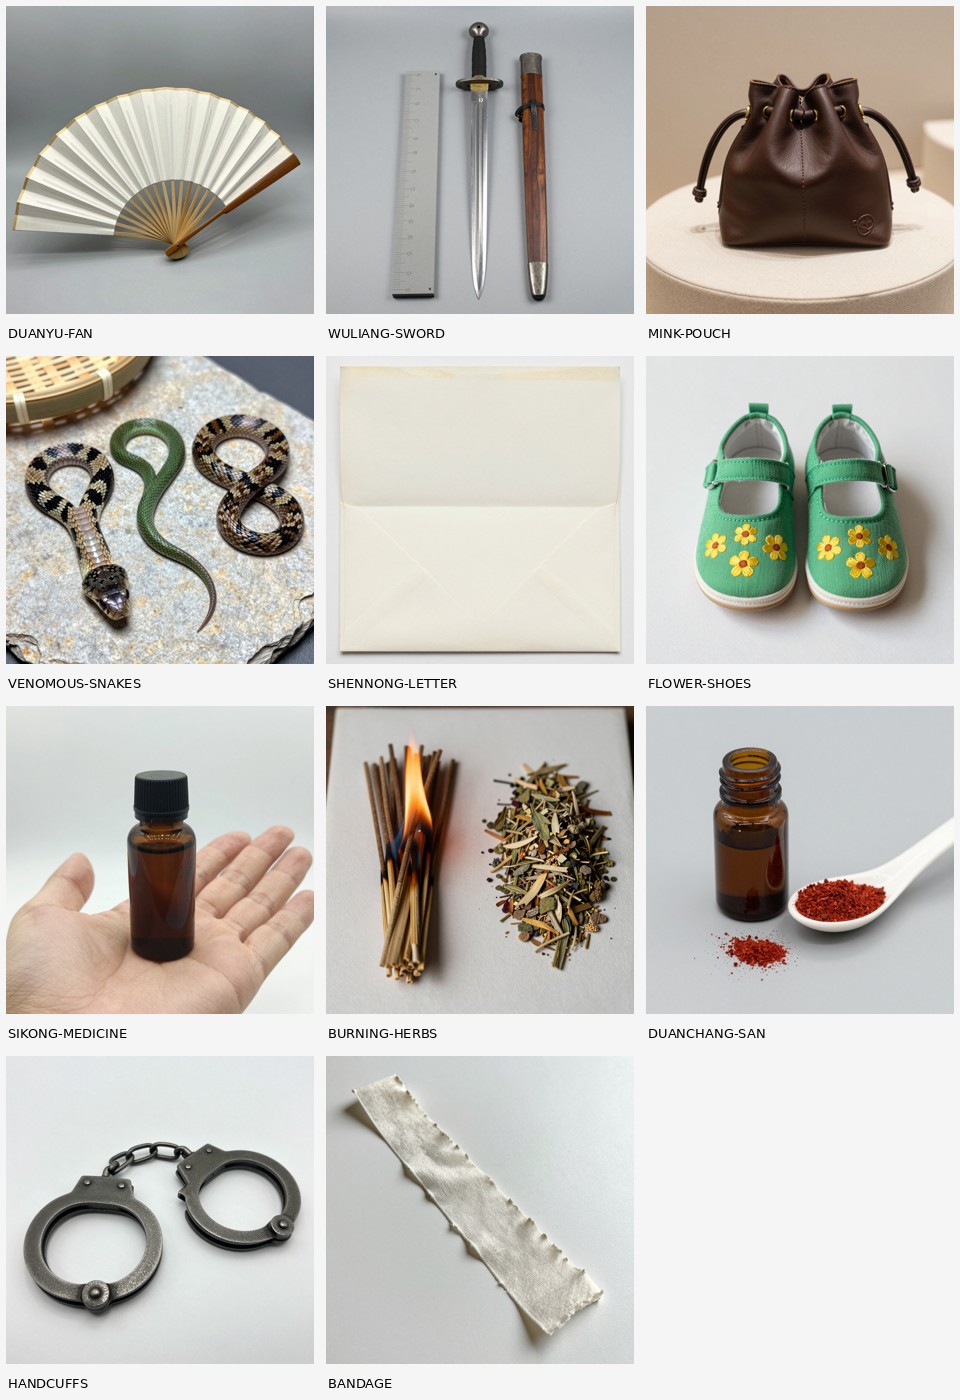 DUANYU-FAN
WULIANG-SWORD
MINK-POUCH
VENOMOUS-SNAKES
SHENNONG-LETTER
FLOWER-SHOES
SIKONG-MEDICINE
BURNING-HERBS
DUANCHANG-SAN
HANDCUFFS
BANDAGE